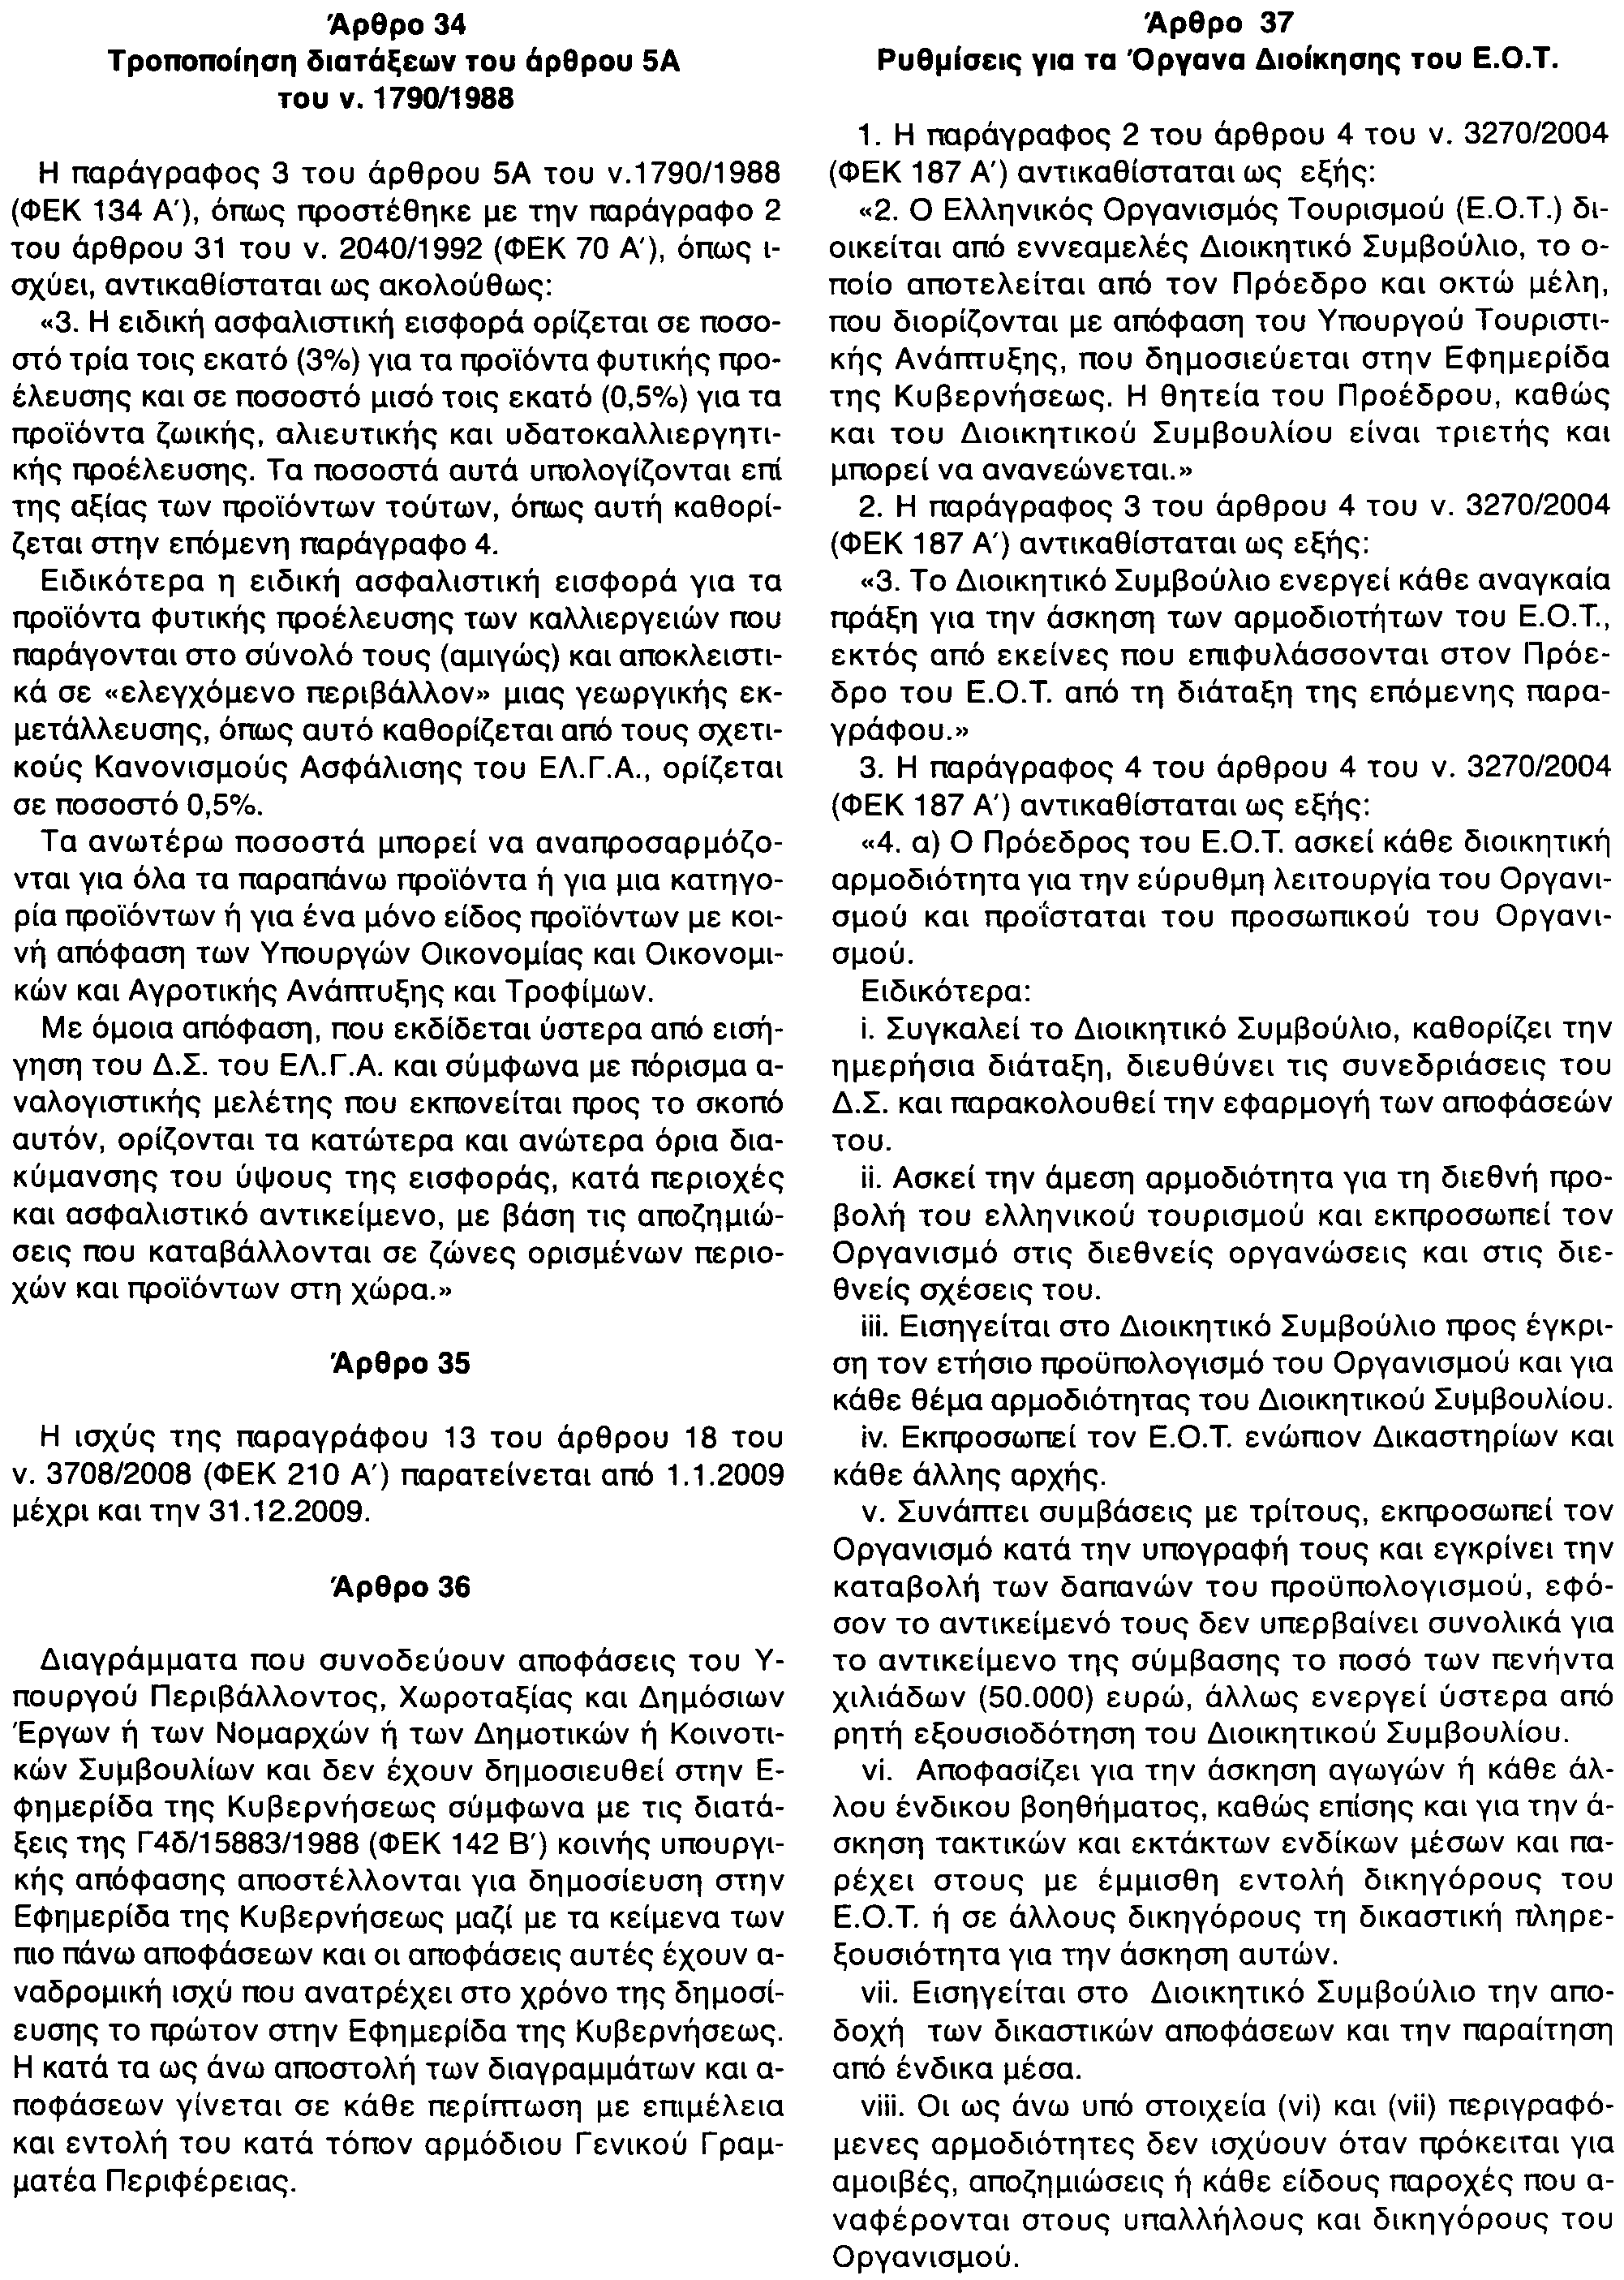 Άρθρο 34
Τροποποίηση διατάξεων του άρθρου 5Α
του ν. 1790/1988
Η παράγραφος 3 του άρθρου 5Α του ν.1790/1988
(ΦΕΚ 134 Α΄), όπως προστέθηκε με την παράγραφο 2
του άρθρου 31 του ν. 2040/1992 (ΦΕΚ 70 Α΄), όπως ι-
σχύει, αντικαθίσταται ως ακολούθως:
«3. Η ειδική ασφαλιστική εισφορά ορίζεται σε ποσο-
στό τρία τοις εκατό (3%) για τα προϊόντα φυτικής προ-
έλευσης και σε ποσοστό μισό τοις εκατό (0,5%) για τα
προϊόντα ζωικής, αλιευτικής και υδατοκαλλιεργητι-
κής προέλευσης. Τα ποσοστά αυτά υπολογίζονται επί
της αξίας των προϊόντων τούτων, όπως αυτή καθορί-
ζεται στην επόμενη παράγραφο 4.
Ειδικότερα η ειδική ασφαλιστική εισφορά για τα
προϊόντα φυτικής προέλευσης των καλλιεργειών που
παράγονται στο σύνολό τους (αμιγώς) και αποκλειστι-
κά σε «ελεγχόμενο περιβάλλον» μιας γεωργικής εκ-
μετάλλευσης, όπως αυτό καθορίζεται από τους σχετι-
κούς Κανονισμούς Ασφάλισης του ΕΛ.Γ.Α., ορίζεται
σε ποσοστό 0,5%.
Τα ανωτέρω ποσοστά μπορεί να αναπροσαρμόζο-
νται για όλα τα παραπάνω προϊόντα ή για μια κατηγο-
ρία προϊόντων ή για ένα μόνο είδος προϊόντων με κοι-
νή απόφαση των Υπουργών Οικονομίας και Οικονομι-
κών και Αγροτικής Ανάπτυξης και Τροφίμων.
Με όμοια απόφαση, που εκδίδεται ύστερα από εισή-
γηση του Δ.Σ. του ΕΛ.Γ.Α. και σύμφωνα με πόρισμα α-
ναλογιστικής μελέτης που εκπονείται προς το σκοπό
αυτόν, ορίζονται τα κατώτερα και ανώτερα όρια δια-
κύμανσης του ύψους της εισφοράς, κατά περιοχές
και ασφαλιστικό αντικείμενο, με βάση τις αποζημιώ-
σεις που καταβάλλονται σε ζώνες ορισμένων περιο-
χών και προϊόντων στη χώρα.»
Άρθρο 35
Η ισχύς της παραγράφου 13 του άρθρου 18 του
ν. 3708/2008 (ΦΕΚ 210 Α΄) παρατείνεται από 1.1.2009
μέχρι και την 31.12.2009.
Άρθρο 36
Διαγράμματα που συνοδεύουν αποφάσεις του Υ-
πουργού Περιβάλλοντος, Χωροταξίας και Δημόσιων
Έργων ή των Νομαρχών ή των Δημοτικών ή Κοινοτι-
κών Συμβουλίων και δεν έχουν δημοσιευθεί στην Ε-
φημερίδα της Κυβερνήσεως σύμφωνα με τις διατά-
ξεις της Γ4δ/15883/1988 (ΦΕΚ 142 Β΄) κοινής υπουργι-
κής απόφασης αποστέλλονται για δημοσίευση στην
Εφημερίδα της Κυβερνήσεως μαζί με τα κείμενα των
πιο πάνω αποφάσεων και οι αποφάσεις αυτές έχουν α-
ναδρομική ισχύ που ανατρέχει στο χρόνο της δημοσί-
ευσης το πρώτον στην Εφημερίδα της Κυβερνήσεως.
Η κατά τα ως άνω αποστολή των διαγραμμάτων και α-
ποφάσεων γίνεται σε κάθε περίπτωση με επιμέλεια
και εντολή του κατά τόπον αρμόδιου Γενικού Γραμ-
ματέα Περιφέρειας.
Άρθρο 37
Ρυθμίσεις για τα Όργανα Διοίκησης του Ε.Ο.Τ.
1. Η παράγραφος 2 του άρθρου 4 του ν. 3270/2004
(ΦΕΚ 187 Α΄) αντικαθίσταται ως εξής:
«2. Ο Ελληνικός Οργανισμός Τουρισμού (Ε.Ο.Τ.) δι-
οικείται από εννεαμελές Διοικητικό Συμβούλιο, το ο-
ποίο αποτελείται από τον Πρόεδρο και οκτώ μέλη,
που διορίζονται με απόφαση του Υπουργού Τουριστι-
κής Ανάπτυξης, που δημοσιεύεται στην Εφημερίδα
της Κυβερνήσεως. Η θητεία του Προέδρου, καθώς
και του Διοικητικού Συμβουλίου είναι τριετής και
μπορεί να ανανεώνεται.»
2. Η παράγραφος 3 του άρθρου 4 του ν. 3270/2004
(ΦΕΚ 187 Α΄) αντικαθίσταται ως εξής:
«3. Το Διοικητικό Συμβούλιο ενεργεί κάθε αναγκαία
πράξη για την άσκηση των αρμοδιοτήτων του Ε.Ο.Τ.,
εκτός από εκείνες που επιφυλάσσονται στον Πρόε-
δρο του Ε.Ο.Τ. από τη διάταξη της επόμενης παρα-
γράφου.»
3. Η παράγραφος 4 του άρθρου 4 του ν. 3270/2004
(ΦΕΚ 187 Α΄) αντικαθίσταται ως εξής:
«4. α) Ο Πρόεδρος του Ε.Ο.Τ. ασκεί κάθε διοικητική
αρμοδιότητα για την εύρυθμη λειτουργία του Οργανι-
σμού και προΐσταται του προσωπικού του Οργανι-
σμού.
Ειδικότερα:
i. Συγκαλεί το Διοικητικό Συμβούλιο, καθορίζει την
ημερήσια διάταξη, διευθύνει τις συνεδριάσεις του
Δ.Σ. και παρακολουθεί την εφαρμογή των αποφάσεών
του.
ii. Ασκεί την άμεση αρμοδιότητα για τη διεθνή προ-
βολή του ελληνικού τουρισμού και εκπροσωπεί τον
Οργανισμό στις διεθνείς οργανώσεις και στις διε-
θνείς σχέσεις του.
iii. Εισηγείται στο Διοικητικό Συμβούλιο προς έγκρι-
ση τον ετήσιο προϋπολογισμό του Οργανισμού και για
κάθε θέμα αρμοδιότητας του Διοικητικού Συμβουλίου.
iv. Εκπροσωπεί τον Ε.Ο.Τ. ενώπιον Δικαστηρίων και
κάθε άλλης αρχής.
v. Συνάπτει συμβάσεις με τρίτους, εκπροσωπεί τον
Οργανισμό κατά την υπογραφή τους και εγκρίνει την
καταβολή των δαπανών του προϋπολογισμού, εφό-
σον το αντικείμενό τους δεν υπερβαίνει συνολικά για
το αντικείμενο της σύμβασης το ποσό των πενήντα
χιλιάδων (50.000) ευρώ, άλλως ενεργεί ύστερα από
ρητή εξουσιοδότηση του Διοικητικού Συμβουλίου.
vi. Αποφασίζει για την άσκηση αγωγών ή κάθε άλ-
λου ένδικου βοηθήματος, καθώς επίσης και για την ά-
σκηση τακτικών και εκτάκτων ενδίκων μέσων και πα-
ρέχει στους με έμμισθη εντολή δικηγόρους του
Ε.Ο.Τ. ή σε άλλους δικηγόρους τη δικαστική πληρε-
ξουσιότητα για την άσκηση αυτών.
vii. Εισηγείται στο Διοικητικό Συμβούλιο την απο-
δοχή των δικαστικών αποφάσεων και την παραίτηση
από ένδικα μέσα.
viii. Οι ως άνω υπό στοιχεία (vi) και (vii) περιγραφό-
μενες αρμοδιότητες δεν ισχύουν όταν πρόκειται για
αμοιβές, αποζημιώσεις ή κάθε είδους παροχές που α-
ναφέρονται στους υπαλλήλους και δικηγόρους του
Οργανισμού.